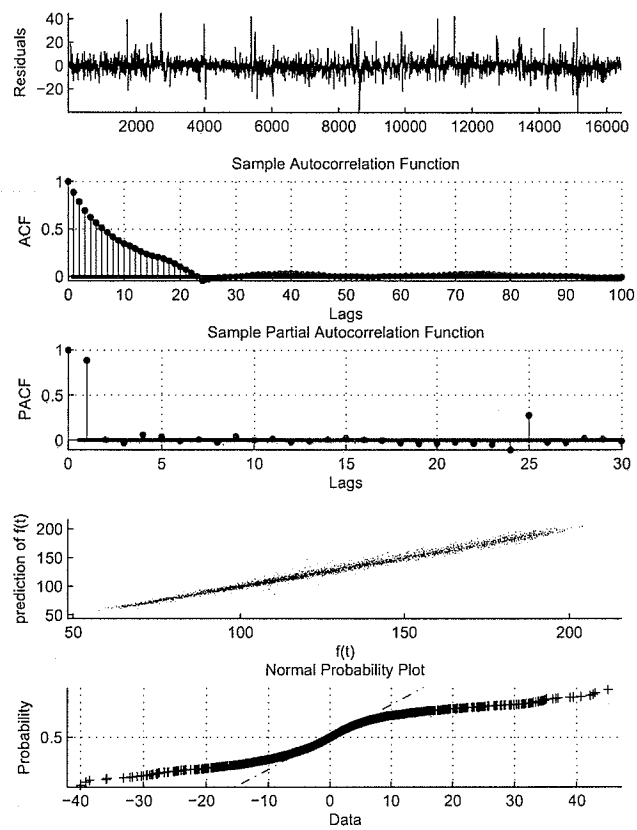 Residuals
40
20
0
−20
2000 4000 6000 8000 10000 12000 14000 16000
Sample Autocorrelation Function
ACF
1
0.5
0
0 10 20 30 40 50 60 70 80 90 100
Lags
Sample Partial Autocorrelation Function
PACF
1
0.5
0
0 5 10 15 20 25 30
Lags
prediction of f(t)
200
150
100
50
50 100 150 200
f(t)
Normal Probability Plot
Probability
0.5
−40 −30 −20 −10 0 10 20 30 40
Data